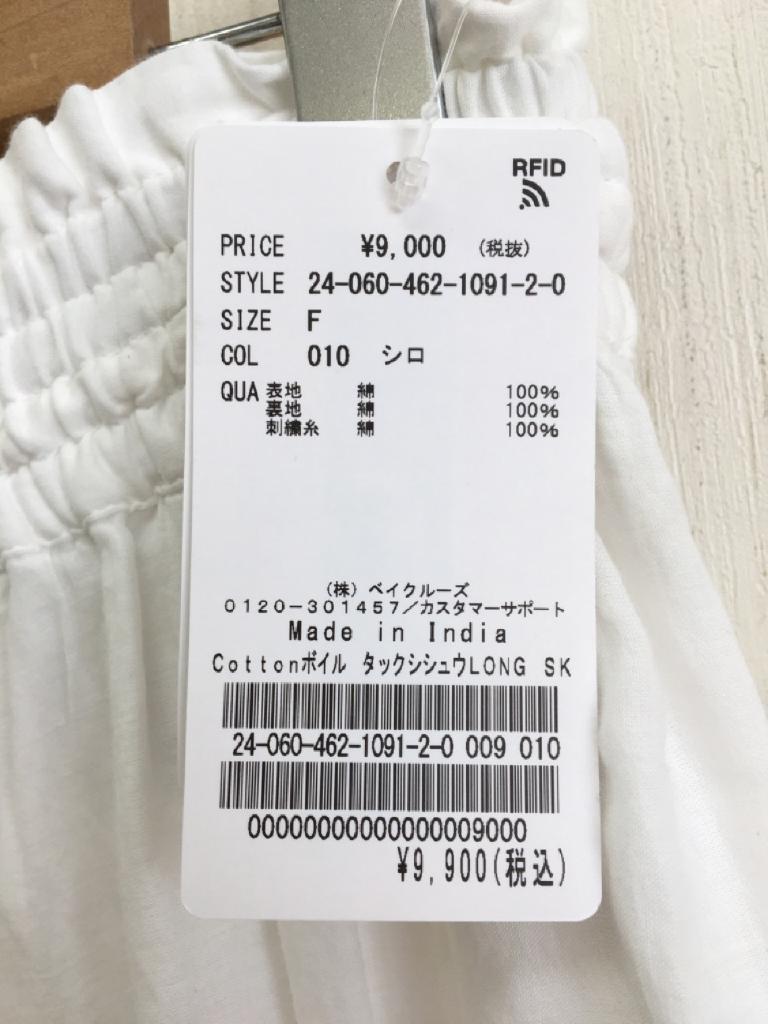 RFID
PRICE ¥9,000 (税抜)
STYLE 24-060-462-1091-2-0
SIZE F
COL 010 シロ
QUA 表地 綿 100%
裏地 綿 100%
刺繍糸 綿 100%
(株)ベイクルーズ
0120-301457/カスタマーサポート
Made in India
Cottonボイル タックシシュウLONG SK
24-060-462-1091-2-0 009 010
00000000000000009000
¥9,900(税込)